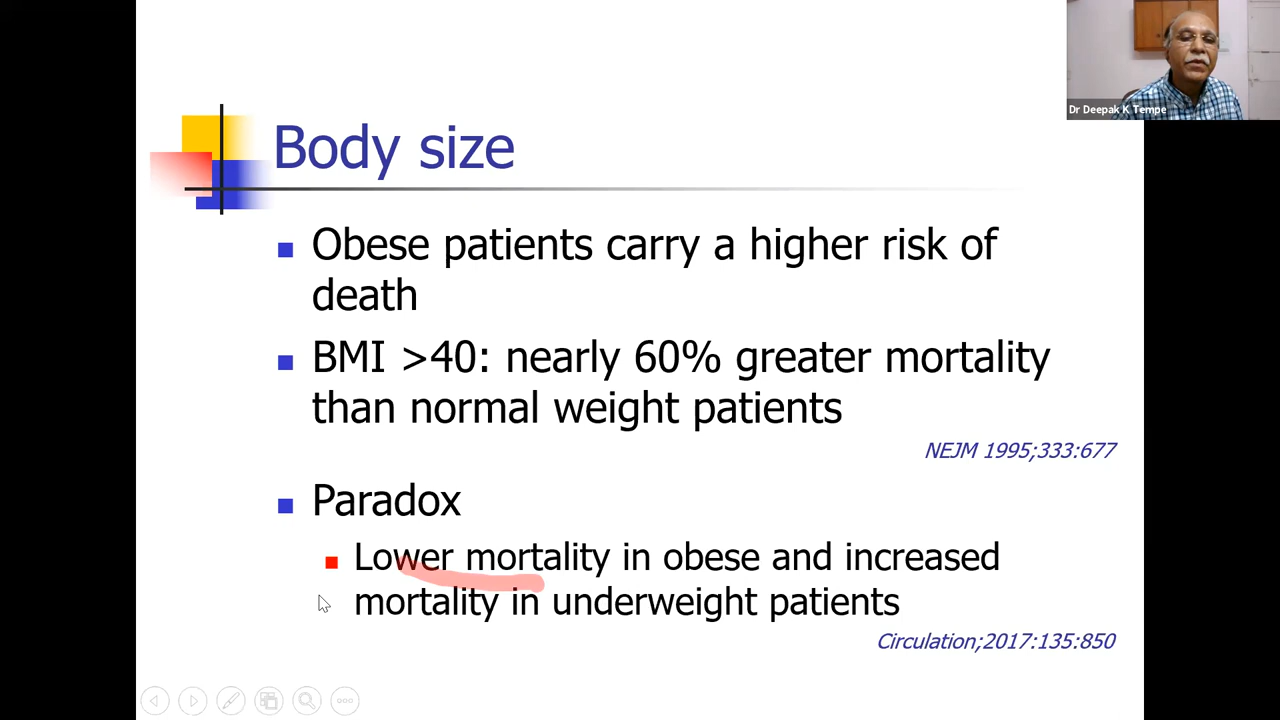 Dr Deepak K Tempe
Body size
Obese patients carry a higher risk of
death
BMI >40: nearly 60% greater mortality
than normal weight patients
NEJM 1995;333:677
Paradox
Lower mortality in obese and increased
mortality in underweight patients
Circulation;2017:135:850